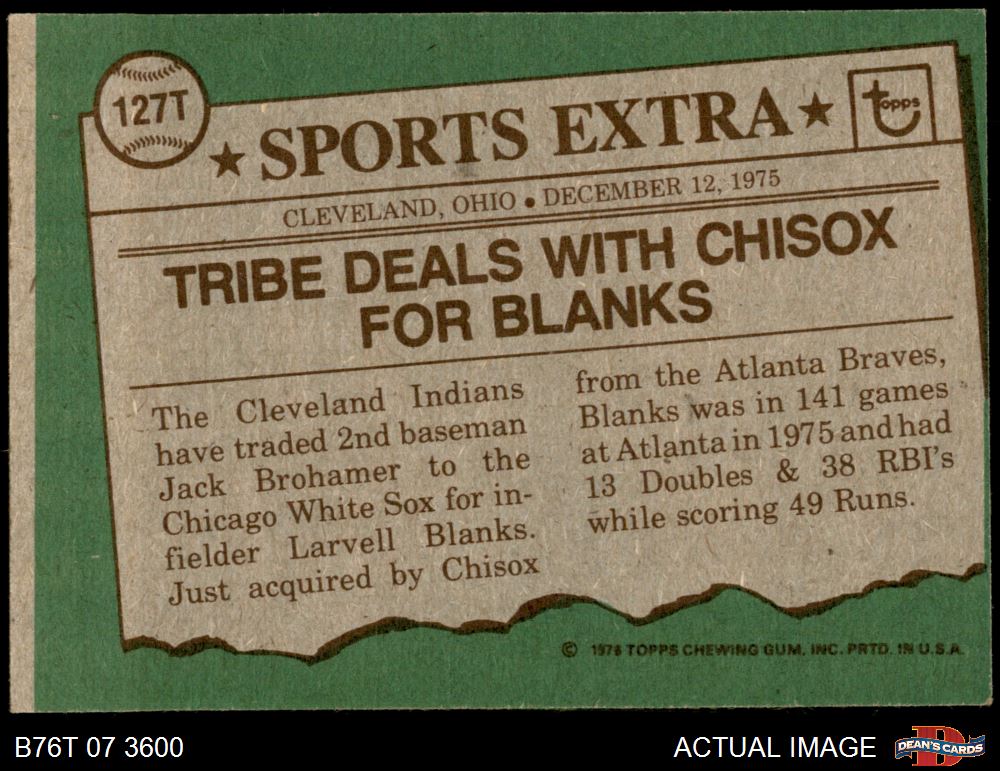 127T
★ SPORTS EXTRA ★
topps
CLEVELAND, OHIO • DECEMBER 12, 1975
TRIBE DEALS WITH CHISOX
FOR BLANKS
The Cleveland Indians
have traded 2nd baseman
Jack Brohamer to the
Chicago White Sox for in-
fielder Larvell Blanks.
Just acquired by Chisox
from the Atlanta Braves,
Blanks was in 141 games
at Atlanta in 1975 and had
13 Doubles & 38 RBI's
while scoring 49 Runs.
© 1976 TOPPS CHEWING GUM, INC. PRTD. IN U.S.A.
B76T 07 3600
ACTUAL IMAGE
D
DEAN'S CARDS